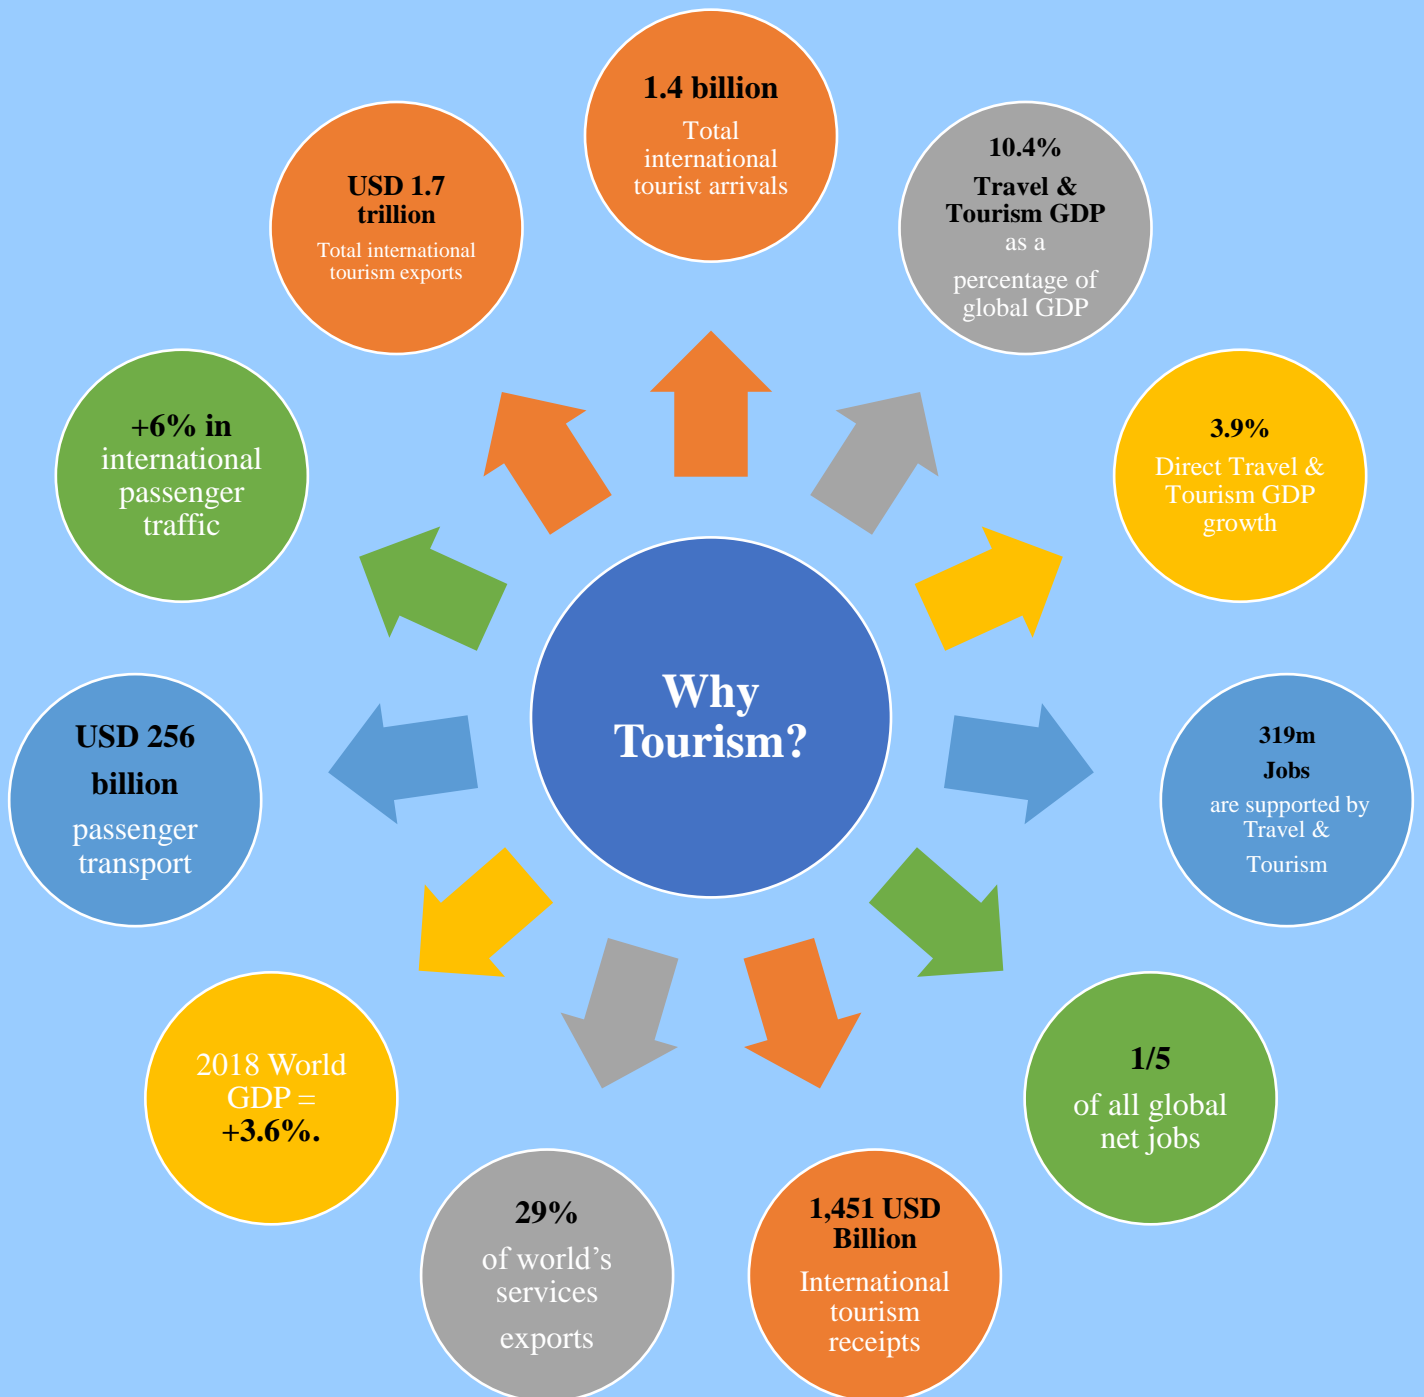 Why
Tourism?
1.4 billion
Total
international
tourist arrivals
10.4%
Travel &
Tourism GDP
as a
percentage of
global GDP
3.9%
Direct Travel &
Tourism GDP
growth
319m
Jobs
are supported by
Travel &
Tourism
1/5
of all global
net jobs
1,451 USD
Billion
International
tourism
receipts
29%
of world’s
services
exports
2018 World
GDP =
+3.6%.
USD 256
billion
passenger
transport
+6% in
international
passenger
traffic
USD 1.7
trillion
Total international
tourism exports